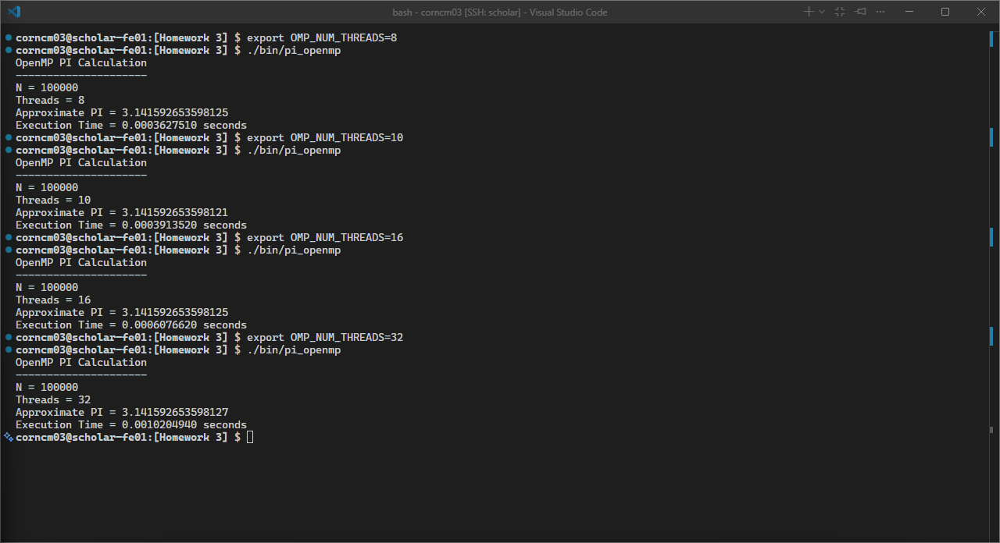 bash - corncm03 [SSH: scholar] - Visual Studio Code
corncm03@scholar-fe01:[Homework 3] $ export OMP_NUM_THREADS=8
corncm03@scholar-fe01:[Homework 3] $ ./bin/pi_openmp
OpenMP PI Calculation
---------------------
N = 100000
Threads = 8
Approximate PI = 3.141592653598125
Execution Time = 0.0003627510 seconds
corncm03@scholar-fe01:[Homework 3] $ export OMP_NUM_THREADS=10
corncm03@scholar-fe01:[Homework 3] $ ./bin/pi_openmp
OpenMP PI Calculation
---------------------
N = 100000
Threads = 10
Approximate PI = 3.141592653598121
Execution Time = 0.0003913520 seconds
corncm03@scholar-fe01:[Homework 3] $ export OMP_NUM_THREADS=16
corncm03@scholar-fe01:[Homework 3] $ ./bin/pi_openmp
OpenMP PI Calculation
---------------------
N = 100000
Threads = 16
Approximate PI = 3.141592653598125
Execution Time = 0.0006076620 seconds
corncm03@scholar-fe01:[Homework 3] $ export OMP_NUM_THREADS=32
corncm03@scholar-fe01:[Homework 3] $ ./bin/pi_openmp
OpenMP PI Calculation
---------------------
N = 100000
Threads = 32
Approximate PI = 3.141592653598127
Execution Time = 0.0010204940 seconds
corncm03@scholar-fe01:[Homework 3] $